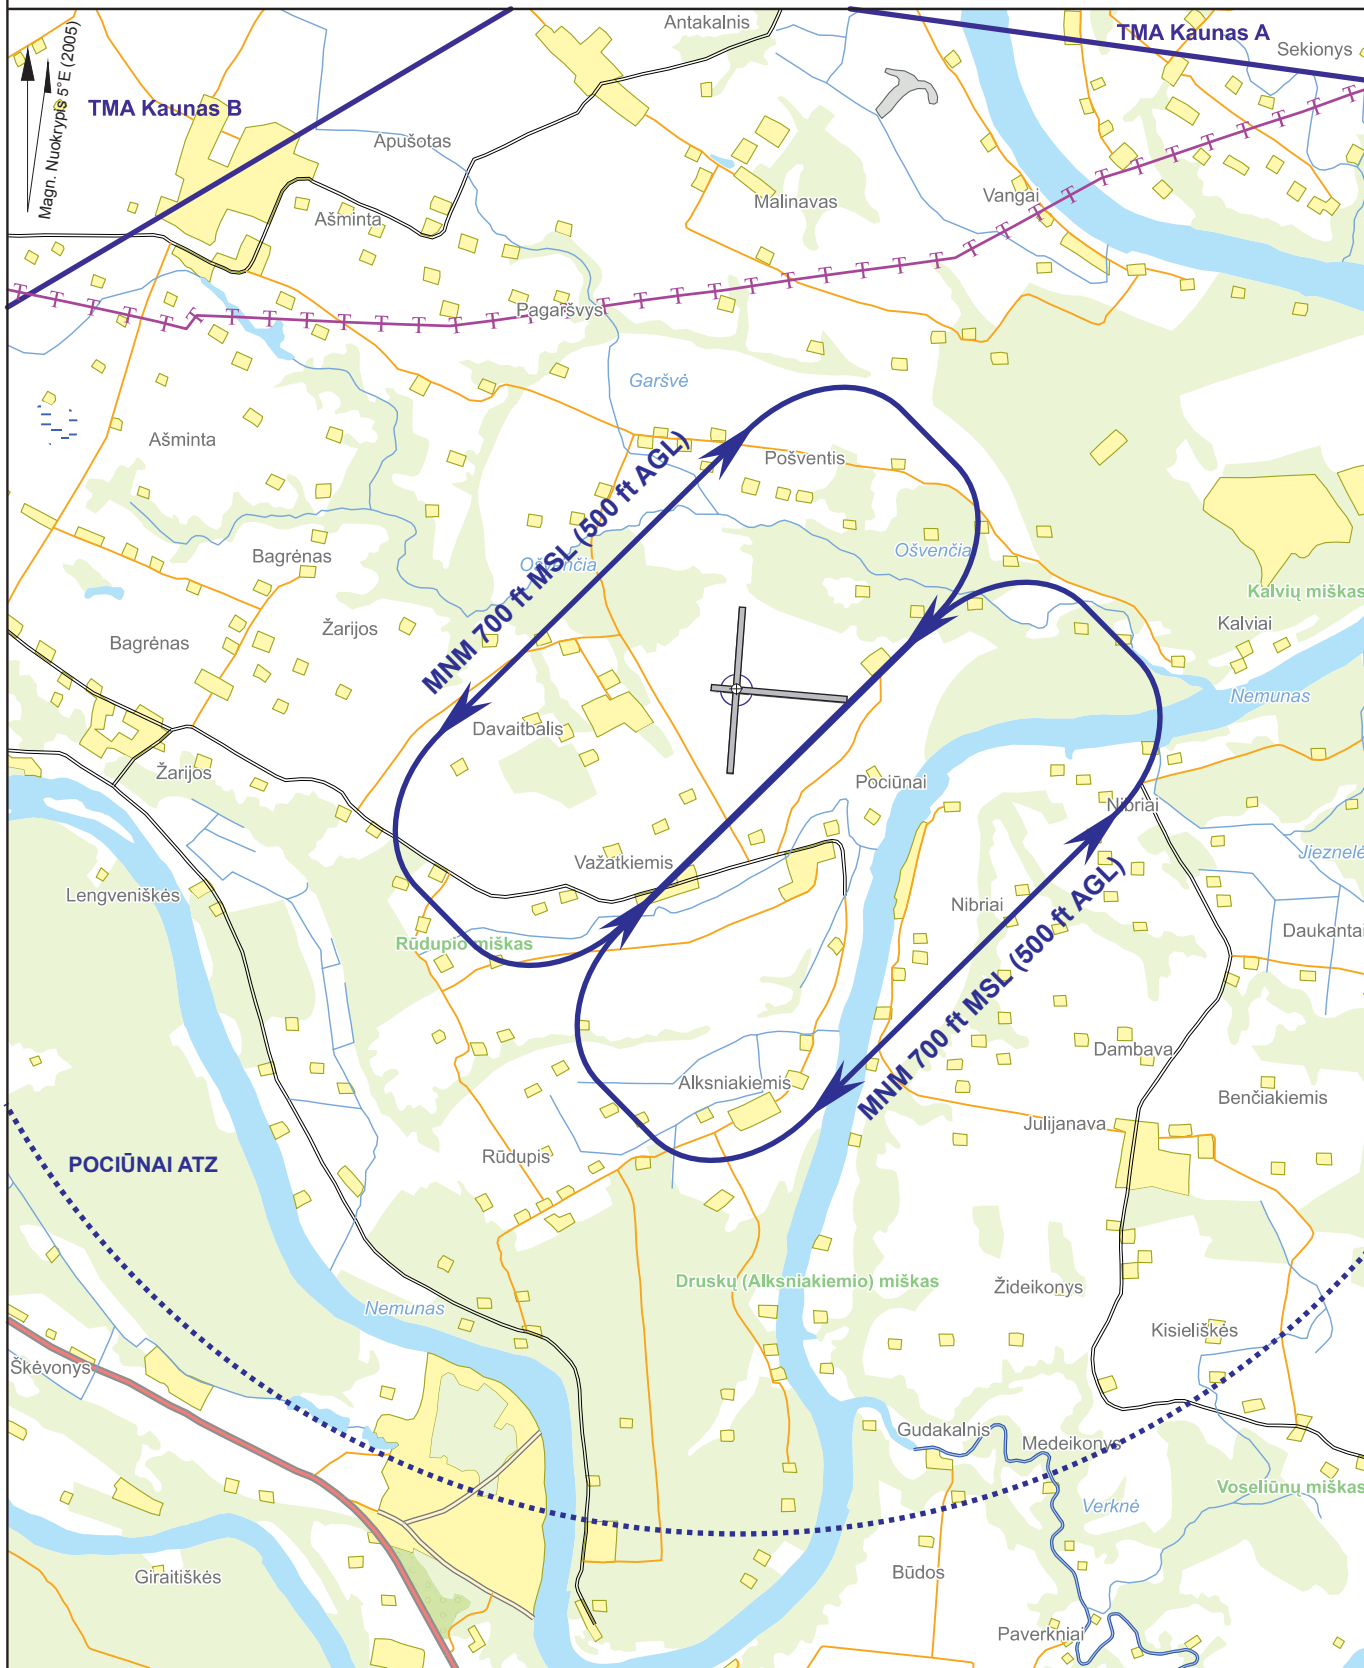 Antakalnis
TMA Kaunas A
Sekionys
Magn. Nuokrypis 5°E (2005)
TMA Kaunas B
Apušotas
Ašminta
Malinavas
Vangai
T T T T T T T T T T T T T T T T T T T T T T T T T T T T T T T T T T T T T
Pagaršvys
Garšvė
Ašminta
Pošventis
MNM 700 ft MSL (500 ft AGL)
Bagrėnas
Ošvenčia
Ošvenčia
Kalvių miškas
Žarijos
Bagrėnas
Kalviai
Nemunas
Davaitbalis
Žarijos
Pociūnai
Nibriai
Važatkiemis
Jieznelė
Lengveniškės
Nibriai
Rūdupio miškas
Daukantai
MNM 700 ft MSL (500 ft AGL)
Dambava
Alksniakiemis
Benčiakiemis
Julijanava
Rūdupis
POCIŪNAI ATZ
Druskų (Alksniakiemio) miškas
Žideikonys
Nemunas
Kisieliškės
Škėvonys
Gudakalnis
Medeikonys
Voseliūnų miškas
Verknė
Giraitiškės
Būdos
Paverkniai